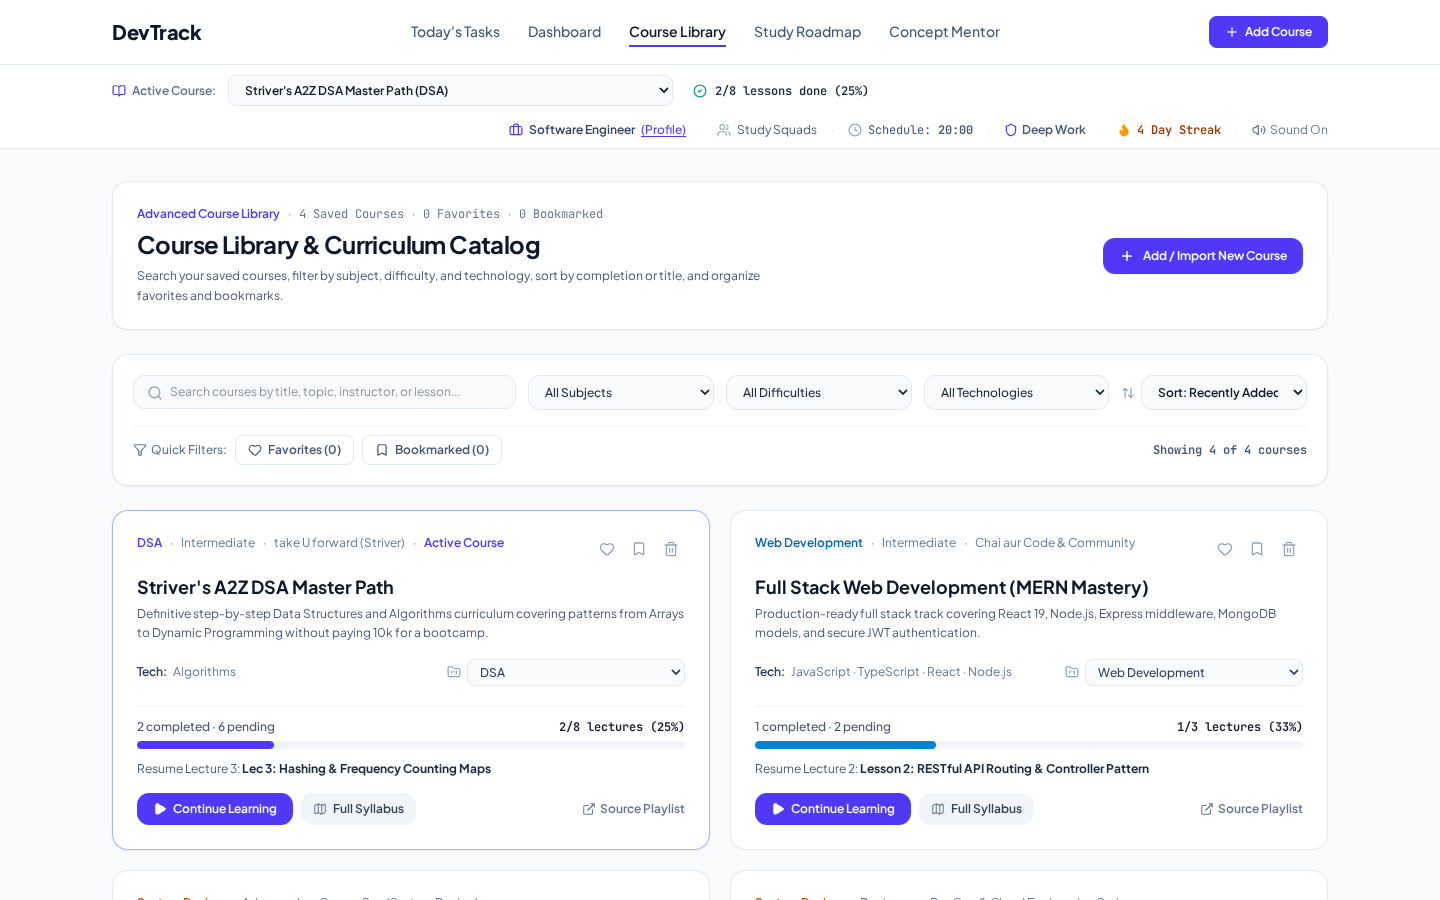 DevTrack
Today's Tasks
Dashboard
Course Library
Study Roadmap
Concept Mentor
Add Course
Active Course:
Striver's A2Z DSA Master Path (DSA)
2/8 lessons done (25%)
Software Engineer (Profile) · Study Squads · Schedule: 20:00 · Deep Work · 4 Day Streak · Sound On
Advanced Course Library · 4 Saved Courses · 0 Favorites · 0 Bookmarked
Course Library & Curriculum Catalog
Search your saved courses, filter by subject, difficulty, and technology, sort by completion or title, and organize
favorites and bookmarks.
Add / Import New Course
Search courses by title, topic, instructor, or lesson...
All Subjects
All Difficulties
All Technologies
Sort: Recently Added
Quick Filters:
Favorites (0)
Bookmarked (0)
Showing 4 of 4 courses
DSA · Intermediate · take U forward (Striver) · Active Course
Striver's A2Z DSA Master Path
Definitive step-by-step Data Structures and Algorithms curriculum covering patterns from Arrays
to Dynamic Programming without paying 10k for a bootcamp.
Tech: Algorithms
DSA
2 completed · 6 pending
2/8 lectures (25%)
Resume Lecture 3: Lec 3: Hashing & Frequency Counting Maps
Continue Learning
Full Syllabus
Source Playlist
Web Development · Intermediate · Chai aur Code & Community
Full Stack Web Development (MERN Mastery)
Production-ready full stack track covering React 19, Node.js, Express middleware, MongoDB
models, and secure JWT authentication.
Tech: JavaScript · TypeScript · React · Node.js
Web Development
1 completed · 2 pending
1/3 lectures (33%)
Resume Lecture 2: Lesson 2: RESTful API Routing & Controller Pattern
Continue Learning
Full Syllabus
Source Playlist